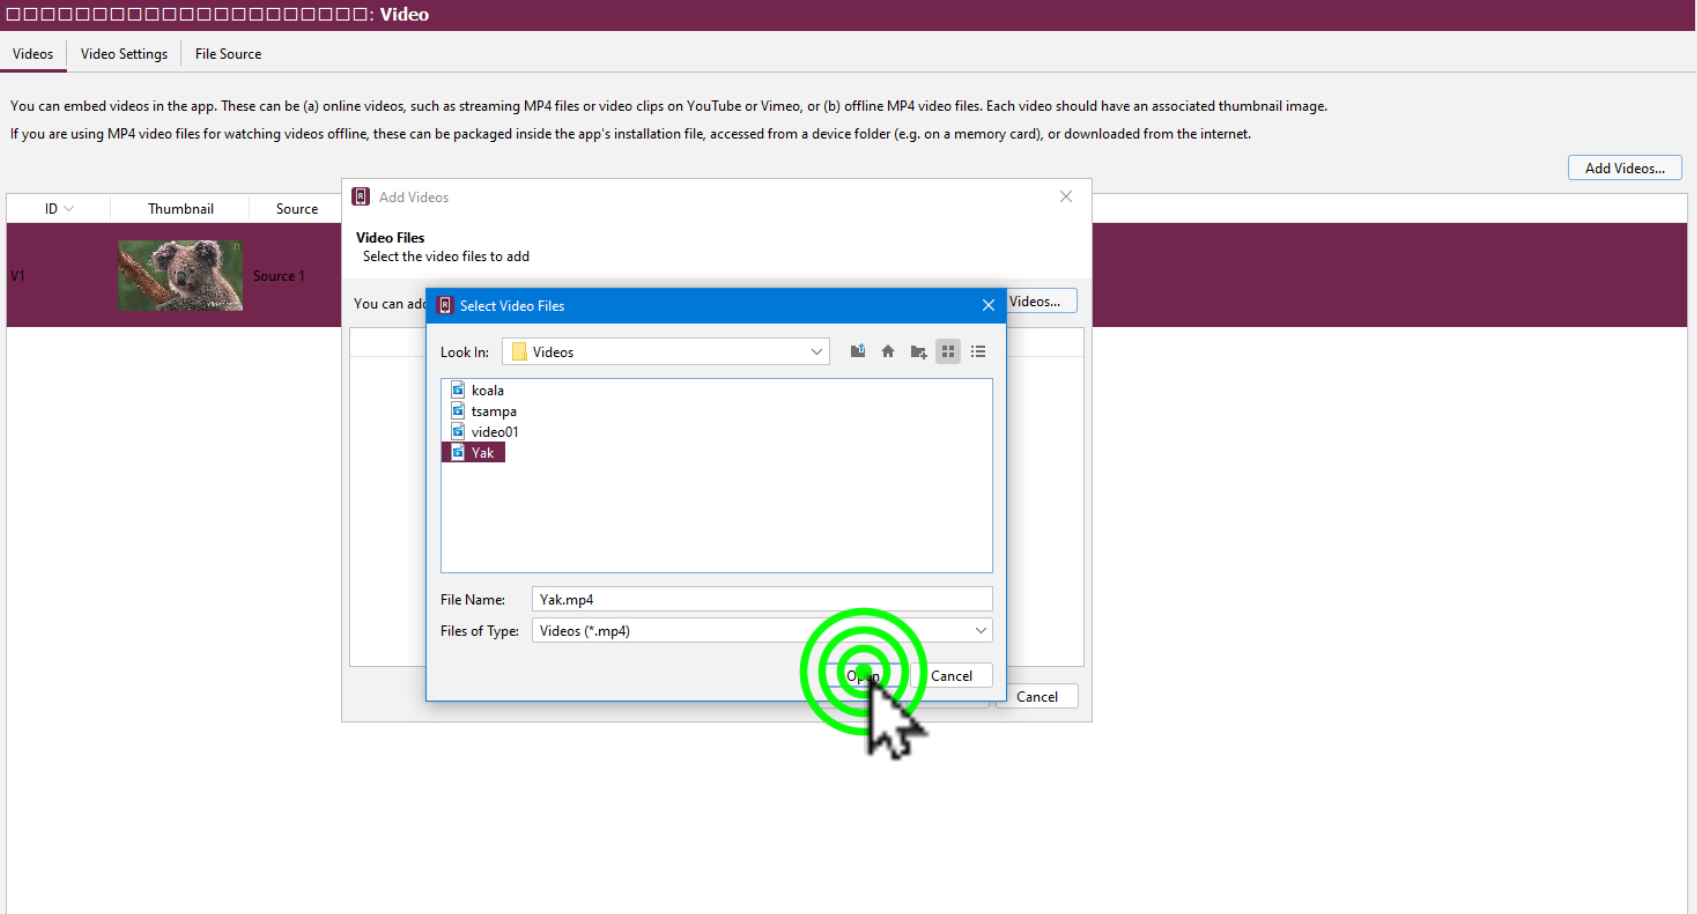 : Video
Videos
Video Settings
File Source
You can embed videos in the app. These can be (a) online videos, such as streaming MP4 files or video clips on YouTube or Vimeo, or (b) offline MP4 video files. Each video should have an associated thumbnail image.
If you are using MP4 video files for watching videos offline, these can be packaged inside the app's installation file, accessed from a device folder (e.g. on a memory card), or downloaded from the internet.
Add Videos...
ID
Thumbnail
Source
V1
Source 1
Add Videos
Video Files
Select the video files to add
You can add
Videos...
Select Video Files
Look In:
Videos
koala
tsampa
video01
Yak
File Name:
Yak.mp4
Files of Type:
Videos (*.mp4)
Open
Cancel
Cancel